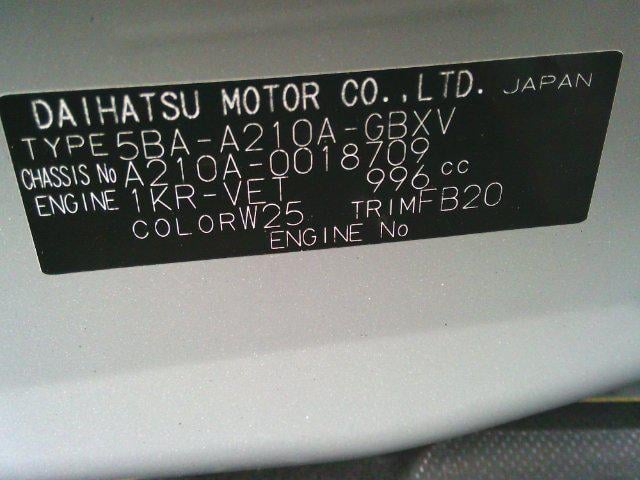 DAIHATSU MOTOR CO.,LTD. JAPAN
TYPE 5BA-A210A-GBXV
CHASSIS No A210A-0018709
ENGINE 1KR-VET 996 cc
COLOR W25 TRIM FB20
ENGINE No